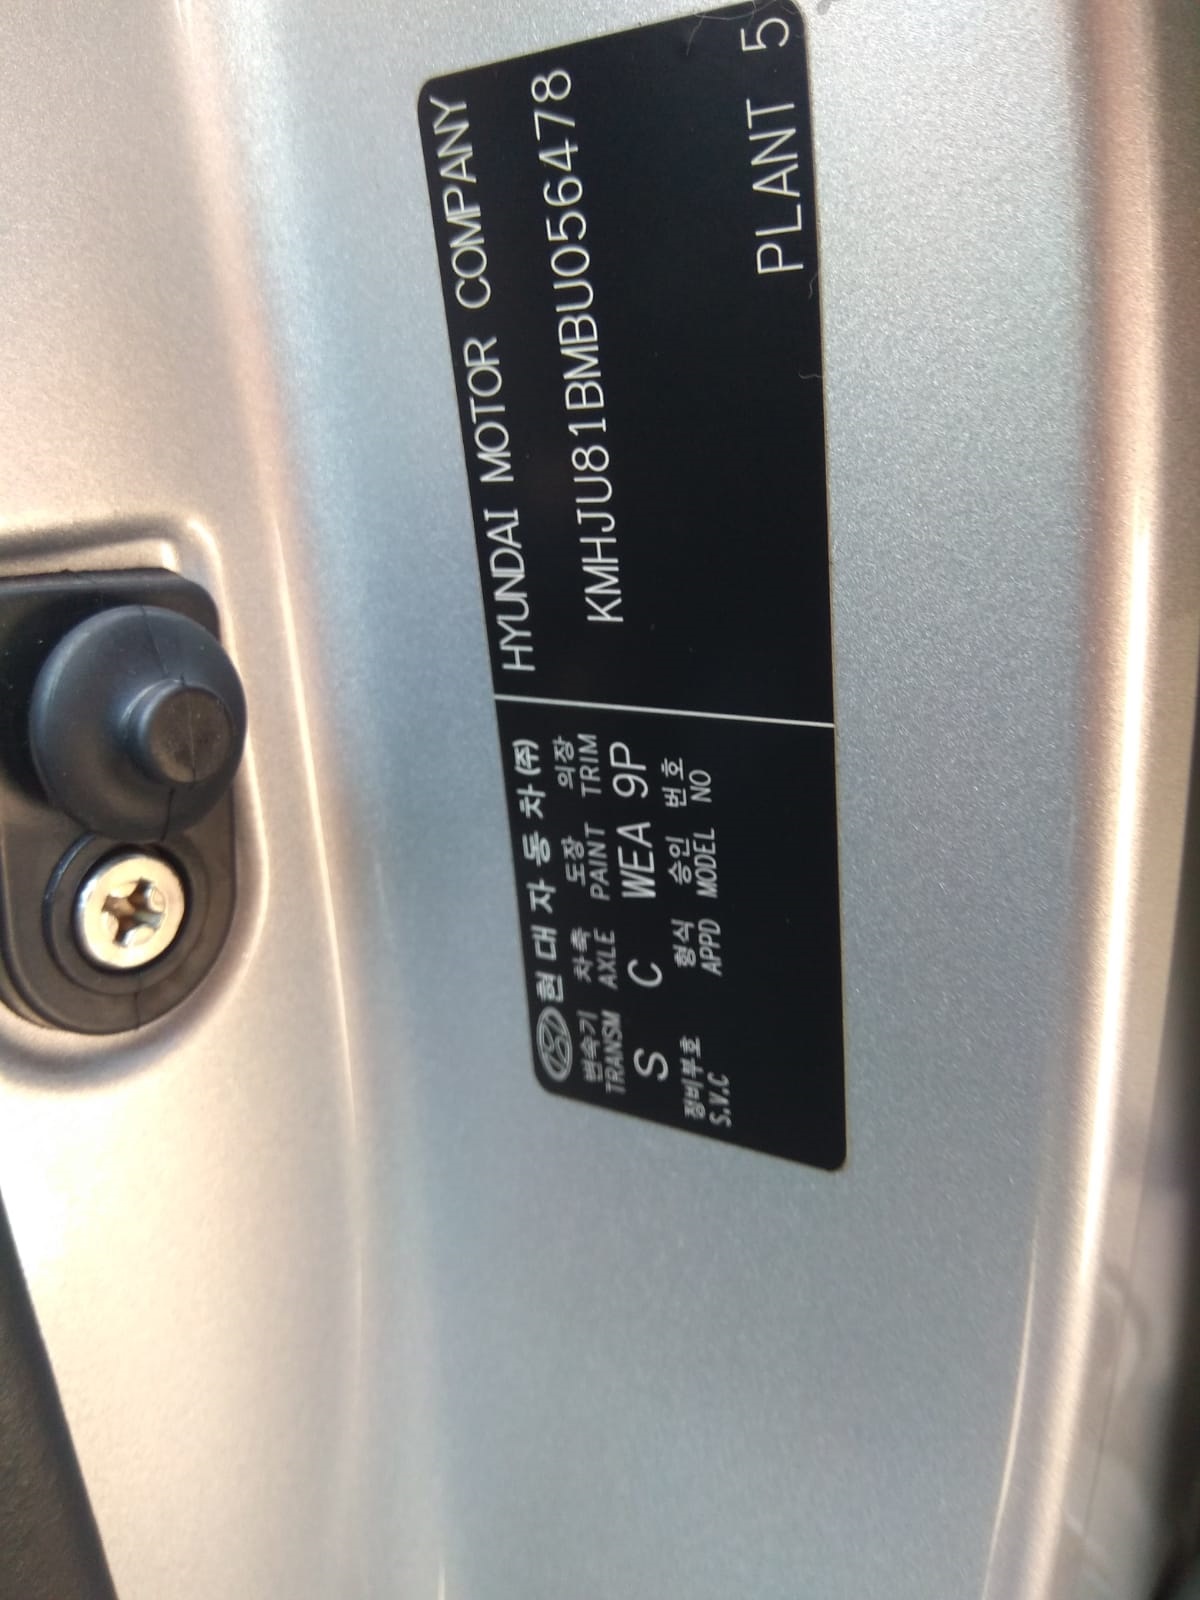 현대자동차(주)
변속기 차축 도장 의장
TRANSM AXLE PAINT TRIM
S C WEA 9P
정비부호 형식 승인 번호
S.V.C APPD MODEL NO
HYUNDAI MOTOR COMPANY
KMHJU81BMBU056478
PLANT 5